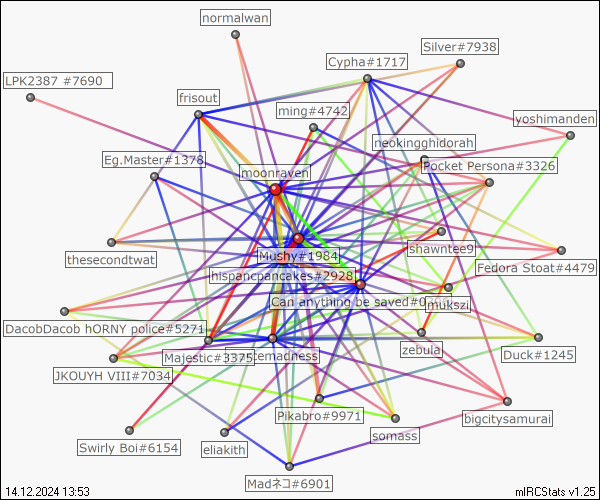 normalwan
Silver#7938
Cypha#1717
LPK2387 #7690
frisout
ming#4742
yoshimanden
neokingghidorah
Eg.Master#1378
Pocket Persona#3326
moonraven
shawntee9
thesecondtwat
Mushy#1984
Fedora Stoat#4479
hispancpancakes#2928
Can anything be saved#0
mukszi
DacobDacob hORNY police#5271
zebula
Majestic#3375
temadness
Duck#1245
JKOUYH VIII#7034
Pikabro#9971
bigcitysamurai
somass
Swirly Boi#6154
eliakith
Madネコ#6901
14.12.2024 13:53
mIRCStats v1.25